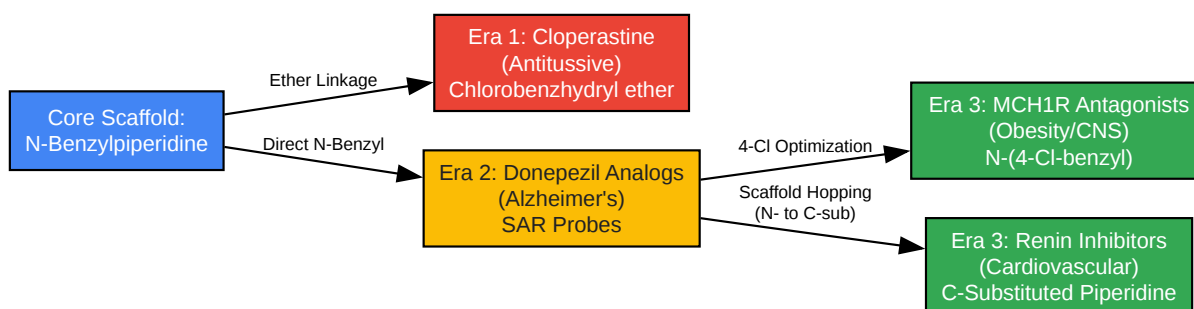 Core Scaffold:
N-Benzylpiperidine
Ether Linkage
Direct N-Benzyl
Era 1: Cloperastine
(Antitussive)
Chlorobenzhydryl ether
Era 2: Donepezil Analogs
(Alzheimer's)
SAR Probes
4-Cl Optimization
Scaffold Hopping
(N- to C-sub)
Era 3: MCH1R Antagonists
(Obesity/CNS)
N-(4-Cl-benzyl)
Era 3: Renin Inhibitors
(Cardiovascular)
C-Substituted Piperidine